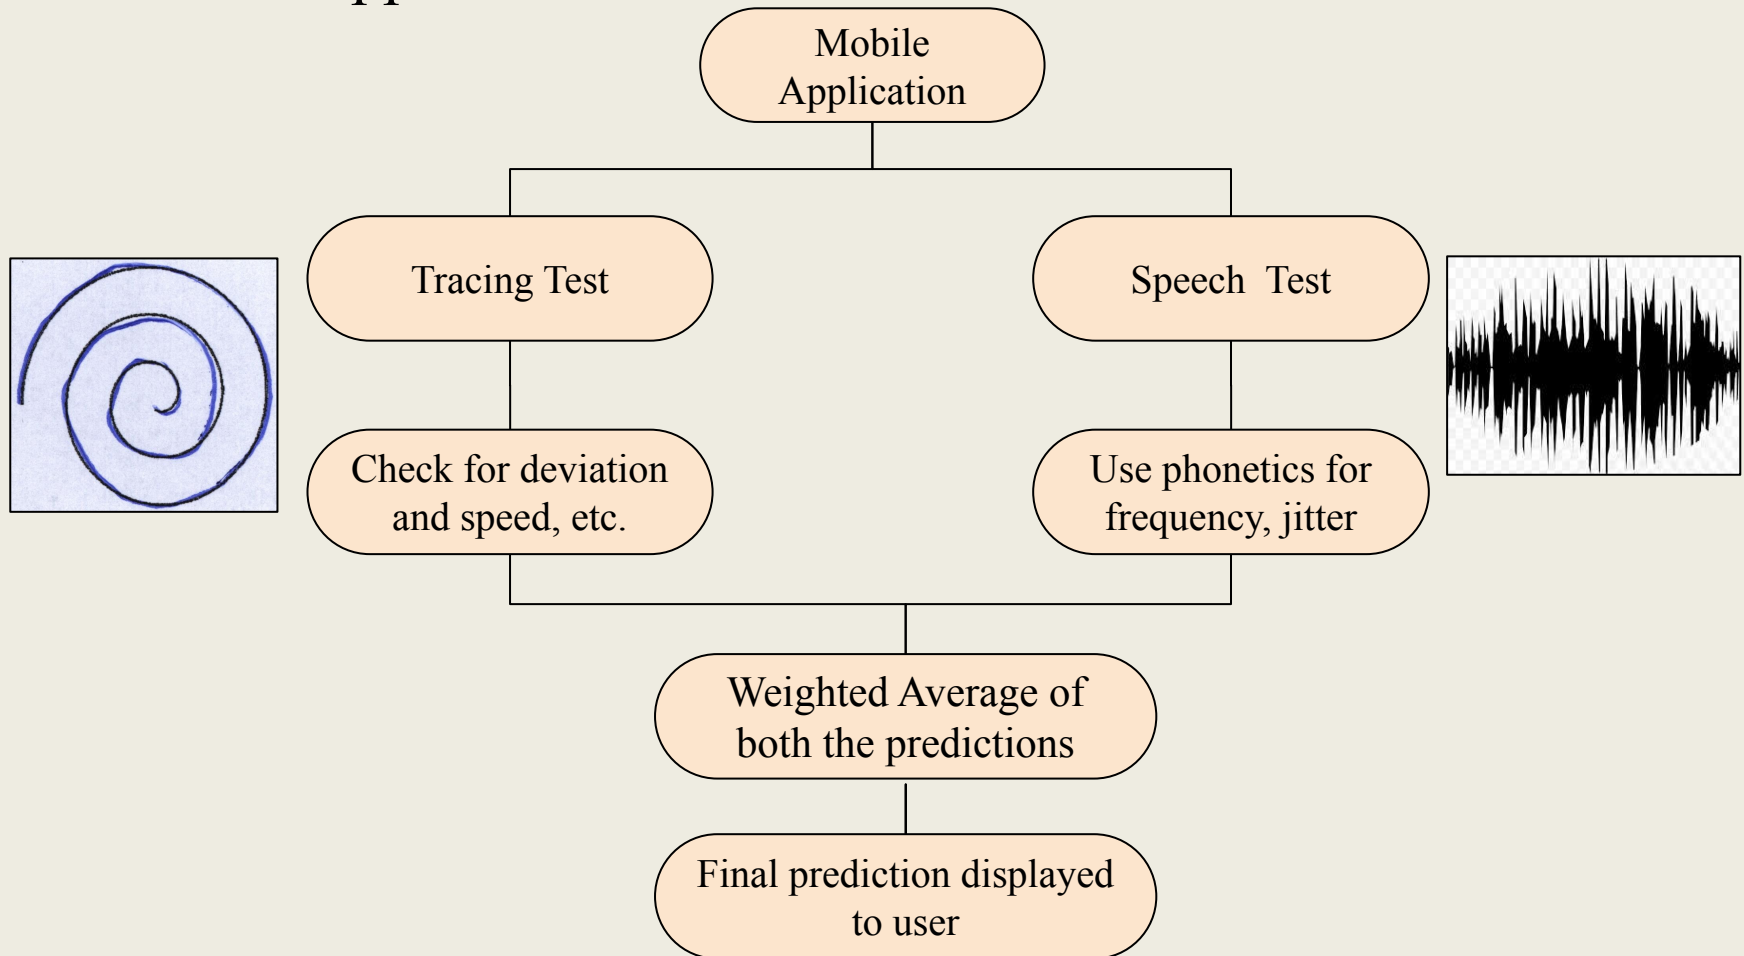 Mobile
Application
Tracing Test
Speech Test
Check for deviation
and speed, etc.
Use phonetics for
frequency, jitter
Weighted Average of
both the predictions
Final prediction displayed
to user